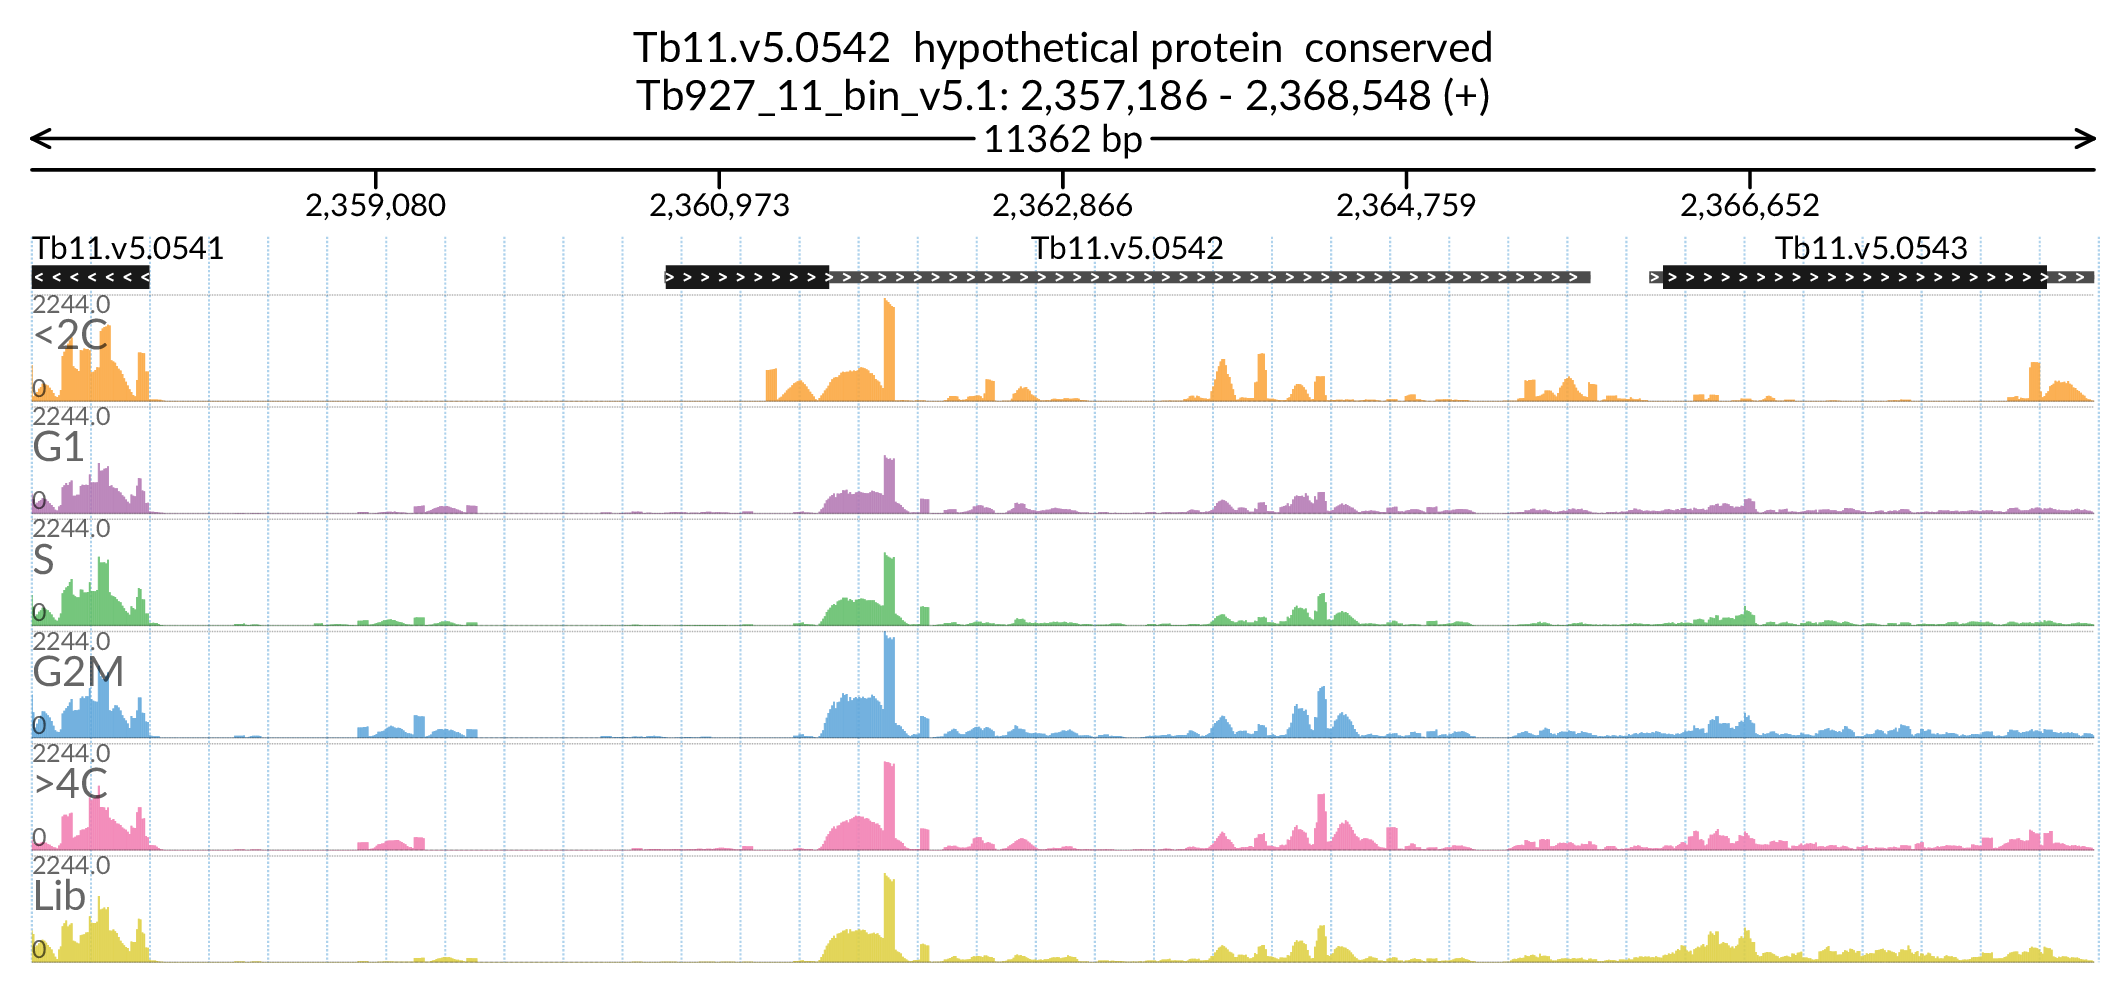 Tb11.v5.0542  hypothetical protein  conserved
Tb927_11_bin_v5.1: 2,357,186 - 2,368,548 (+)
11362 bp
2,359,080 2,360,973 2,362,866 2,364,759 2,366,652
Tb11.v5.0541 Tb11.v5.0542 Tb11.v5.0543
2244.0
<2C
0
2244.0
G1
0
2244.0
S
0
2244.0
G2M
0
2244.0
>4C
0
2244.0
Lib
0